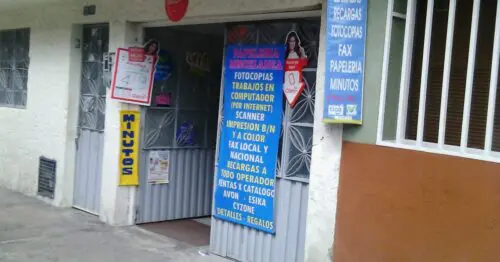 PAPELERIA
MISCELANEA
FOTOCOPIAS
TRABAJOS EN
COMPUTADOR
(POR INTERNET)
SCANNER
IMPRESION B/N
Y A COLOR
FAX LOCAL Y
NACIONAL
RECARGAS A
TODO OPERADOR
VENTAS X CATALOGO
AVON - ESIKA
CYZONE
DETALLES - REGALOS
MINUTOS
RECARGAS
FOTOCOPIAS
FAX
PAPELERIA
MINUTOS